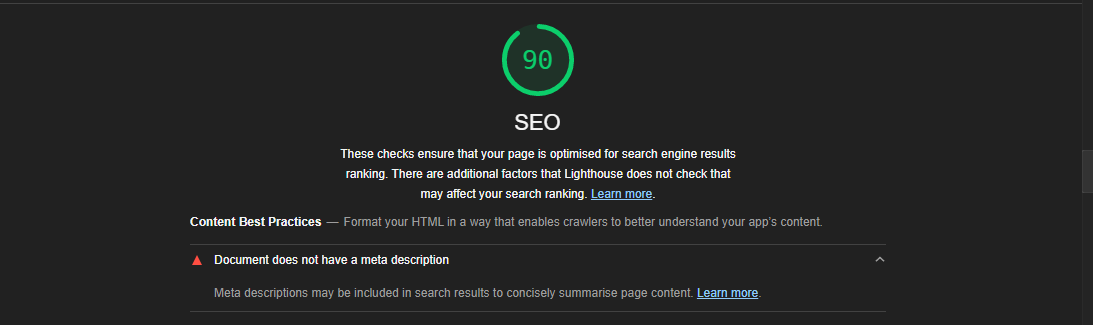 90
SEO
These checks ensure that your page is optimised for search engine results
ranking. There are additional factors that Lighthouse does not check that
may affect your search ranking. Learn more.
Content Best Practices — Format your HTML in a way that enables crawlers to better understand your app's content.
Document does not have a meta description
Meta descriptions may be included in search results to concisely summarise page content. Learn more.